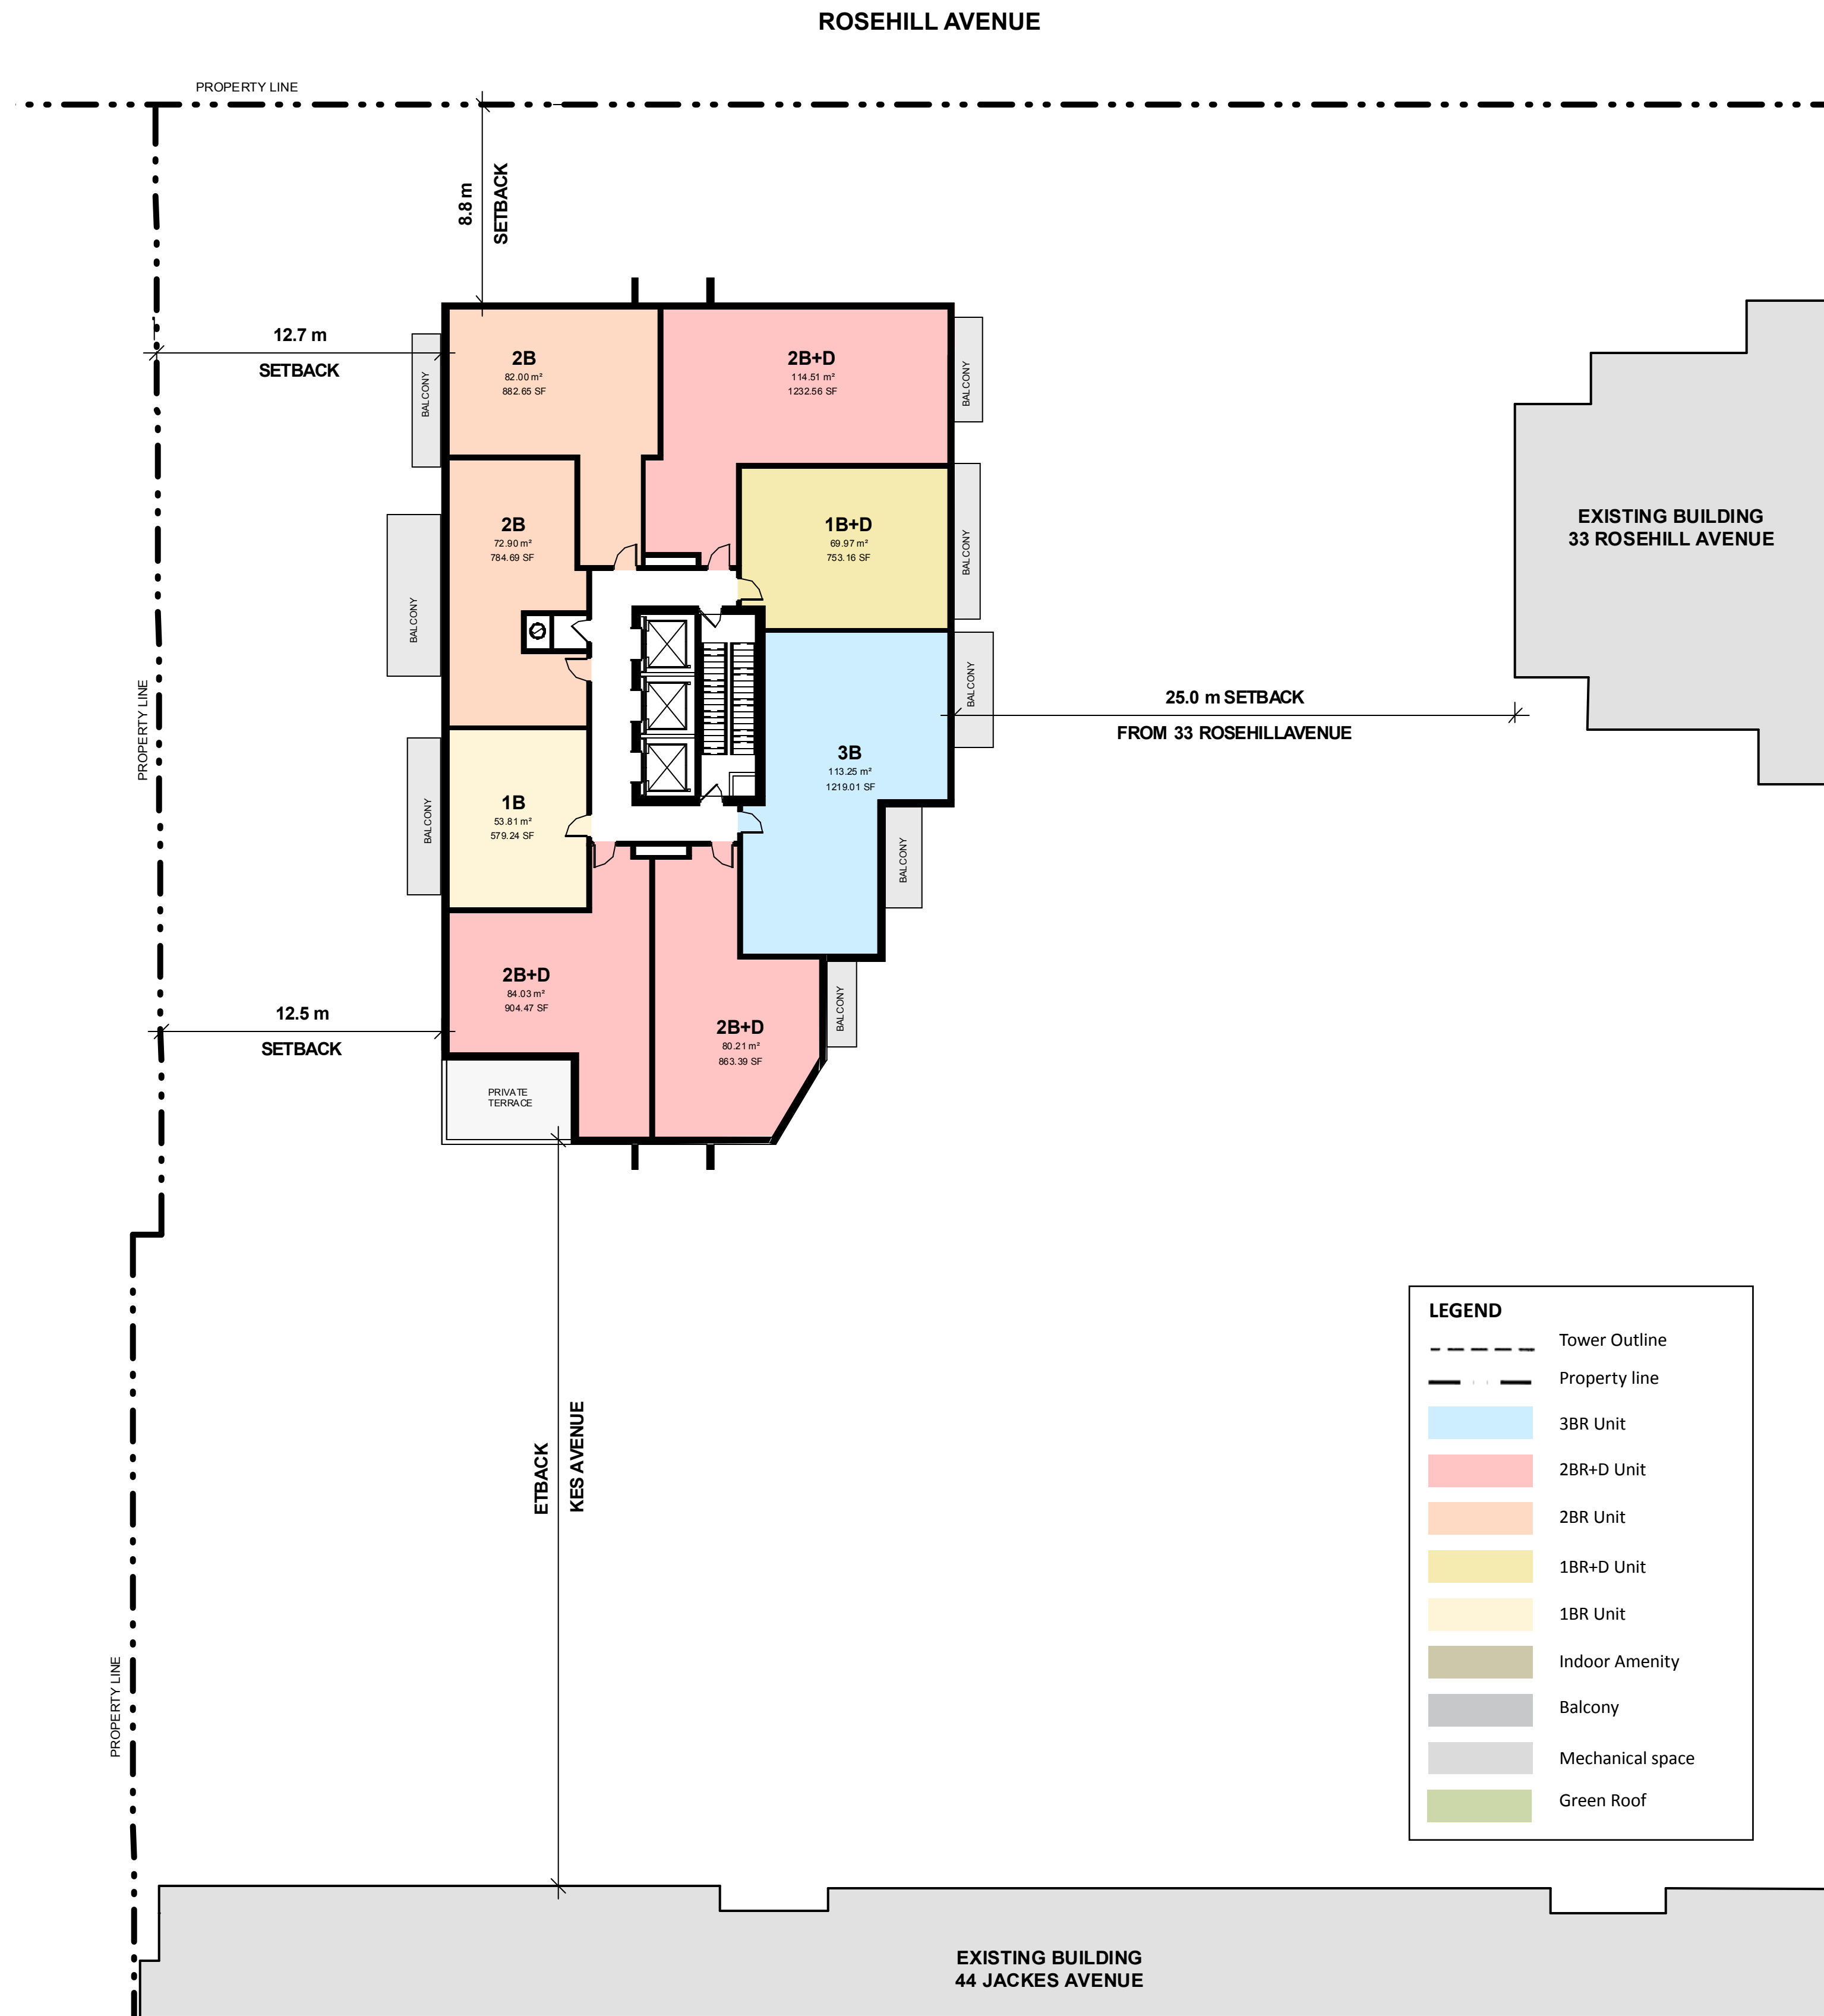 ROSEHILL AVENUE
PROPERTY LINE
8.8 m
SETBACK
12.7 m
SETBACK
BALCONY
2B
82.00 m²
882.65 SF
2B+D
114.51 m²
1232.56 SF
BALCONY
2B
72.90 m²
784.69 SF
1B+D
69.97 m²
753.16 SF
BALCONY
BALCONY
EXISTING BUILDING
33 ROSEHILL AVENUE
PROPERTY LINE
BALCONY
25.0 m SETBACK
FROM 33 ROSEHILLAVENUE
3B
113.25 m²
1219.01 SF
1B
53.81 m²
579.24 SF
BALCONY
BALCONY
2B+D
84.03 m²
904.47 SF
12.5 m
SETBACK
2B+D
80.21 m²
863.39 SF
BALCONY
PRIVATE
TERRACE
ETBACK
KES AVENUE
PROPERTY LINE
LEGEND
Tower Outline
Property line
3BR Unit
2BR+D Unit
2BR Unit
1BR+D Unit
1BR Unit
Indoor Amenity
Balcony
Mechanical space
Green Roof
EXISTING BUILDING
44 JACKES AVENUE